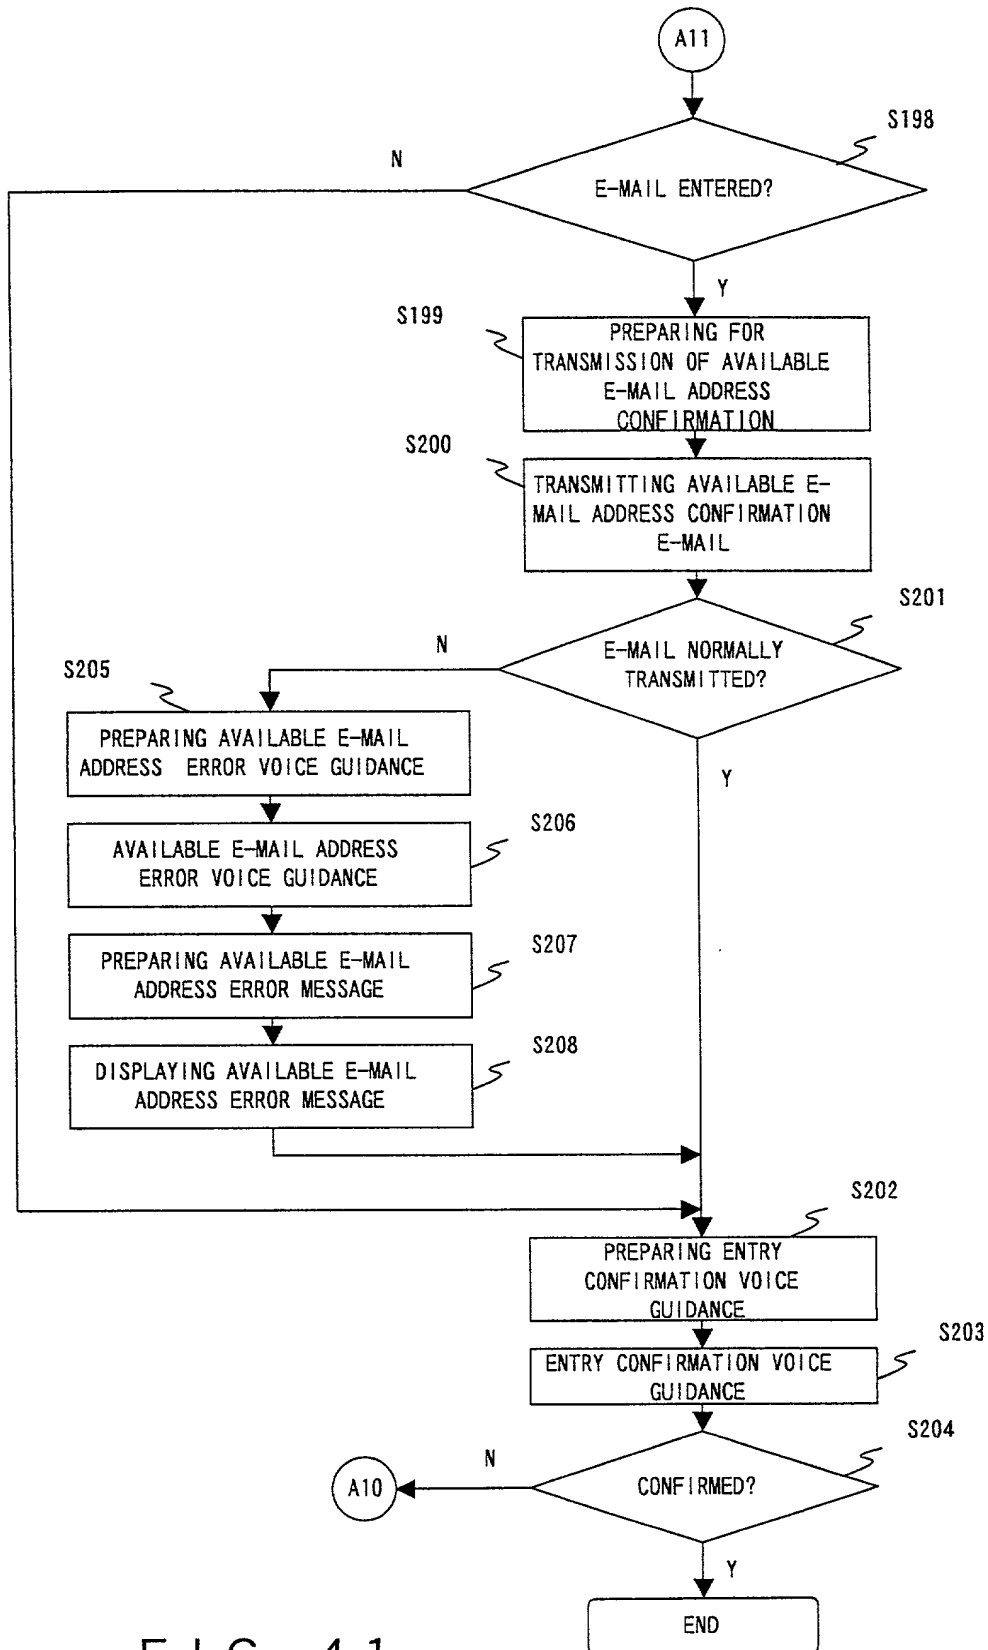 A11
S198
N
E-MAIL ENTERED?
Y
S199
PREPARING FOR
TRANSMISSION OF AVAILABLE
E-MAIL ADDRESS
CONFIRMATION
S200
TRANSMITTING AVAILABLE E-
MAIL ADDRESS CONFIRMATION
E-MAIL
S201
N
E-MAIL NORMALLY
TRANSMITTED?
Y
S205
PREPARING AVAILABLE E-MAIL
ADDRESS ERROR VOICE GUIDANCE
S206
AVAILABLE E-MAIL ADDRESS
ERROR VOICE GUIDANCE
S207
PREPARING AVAILABLE E-MAIL
ADDRESS ERROR MESSAGE
S208
DISPLAYING AVAILABLE E-MAIL
ADDRESS ERROR MESSAGE
S202
PREPARING ENTRY
CONFIRMATION VOICE
GUIDANCE
S203
ENTRY CONFIRMATION VOICE
GUIDANCE
S204
N
A10
CONFIRMED?
Y
END
FIG. 41